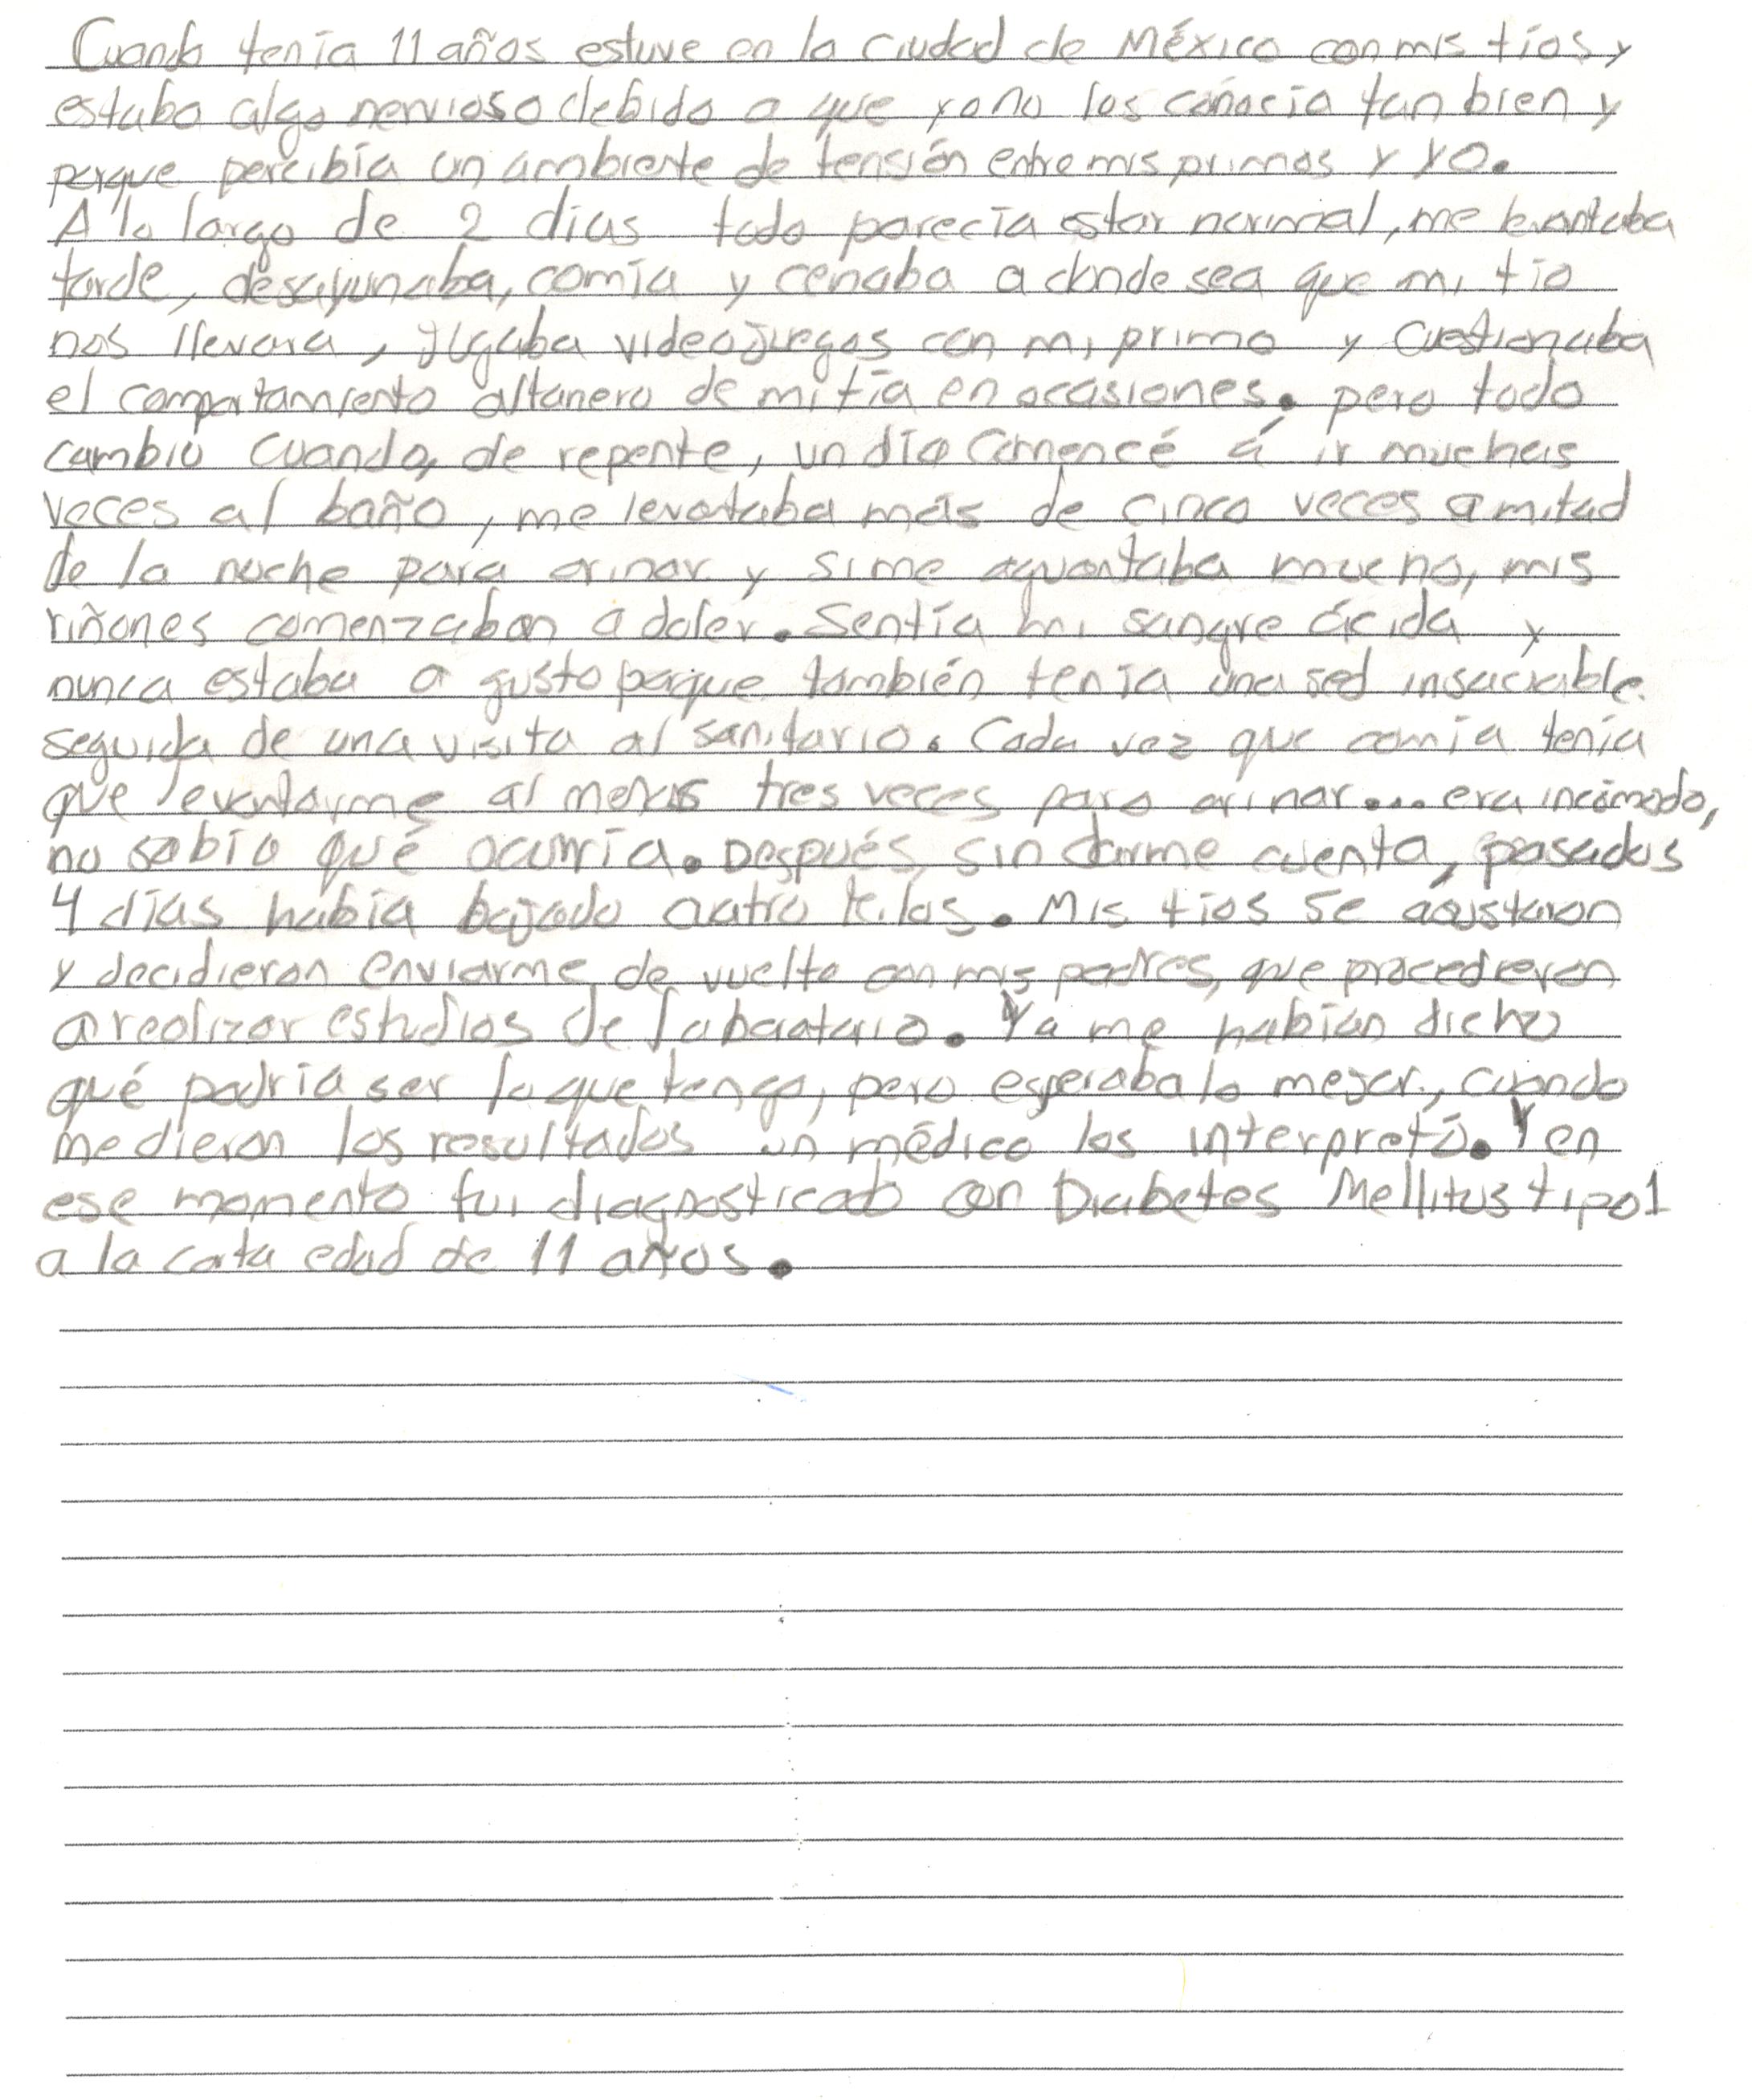 Cuando tenía 11 años estuve en la Ciudad de México con mis tíos y
estaba algo nervioso debido a que yo no los conocía tan bien y
porque percibía un ambiente de tensión entre mis primos y yo.
A lo largo de 2 días todo parecía estar normal, me levantaba
tarde, desayunaba, comía y cenaba a donde sea que mi tío
nos llevara, jugaba videojuegos con mi primo y cuestionaba
el comportamiento altanero de mi tía en ocasiones. pero todo
cambió cuando, de repente, un día comencé a ir muchas
veces al baño, me levataba más de cinco veces a mitad
de la noche para orinar y si me aguantaba mucho, mis
riñones comenzaban a doler. Sentía mi sangre ácida y
nunca estaba a gusto porque también tenía una sed insaciable.
seguida de una visita al sanitario. Cada vez que comía tenía
que levantarme al menos tres veces para orinar... era incómodo,
no sabía qué ocurría. Después, sin darme cuenta, pasados
4 días había bajado cuatro kilos. Mis tíos se asustaron
y decidieron enviarme de vuelta con mis padres, que procedieron
a realizar estudios de laboratorio. Ya me habían dicho
qué podría ser lo que tengo, pero esperaba lo mejor, cuando
me dieron los resultados un médico los interpretó. Y en
ese momento fui diagnosticado con Diabetes Mellitus tipo 1
a la corta edad de 11 años.